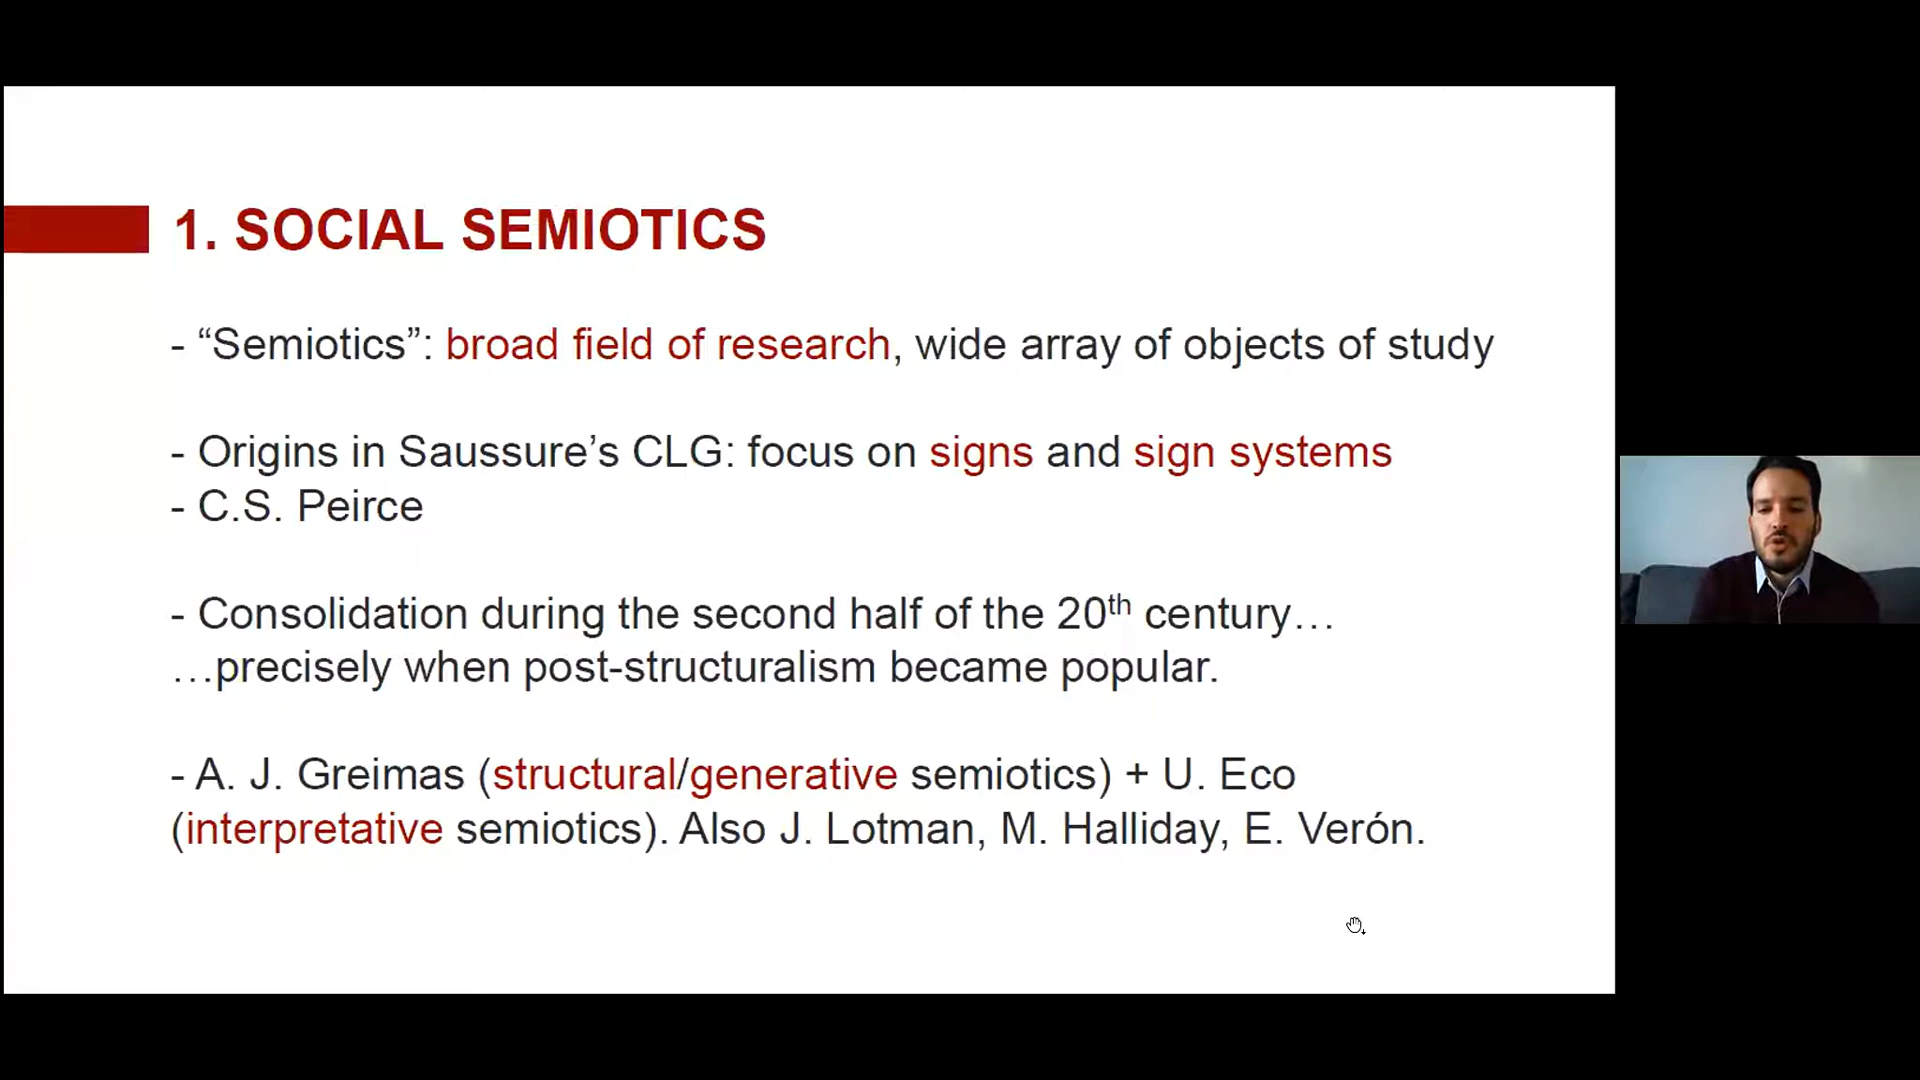 1. SOCIAL SEMIOTICS
- “Semiotics”: broad field of research, wide array of objects of study
- Origins in Saussure’s CLG: focus on signs and sign systems
- C.S. Peirce
- Consolidation during the second half of the 20th century…
…precisely when post-structuralism became popular.
- A. J. Greimas (structural/generative semiotics) + U. Eco
(interpretative semiotics). Also J. Lotman, M. Halliday, E. Verón.